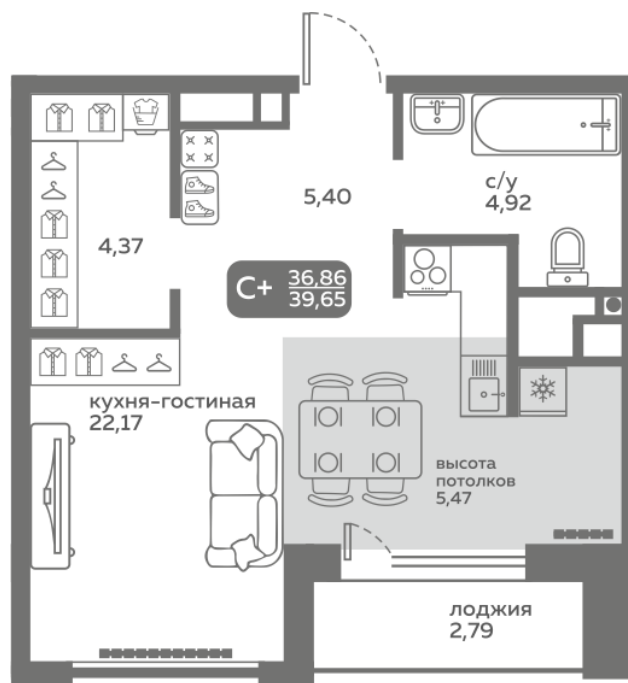 5,40
с/у
4,92
4,37
С+
36,86
39,65
кухня-гостиная
22,17
высота
потолков
5,47
лоджия
2,79